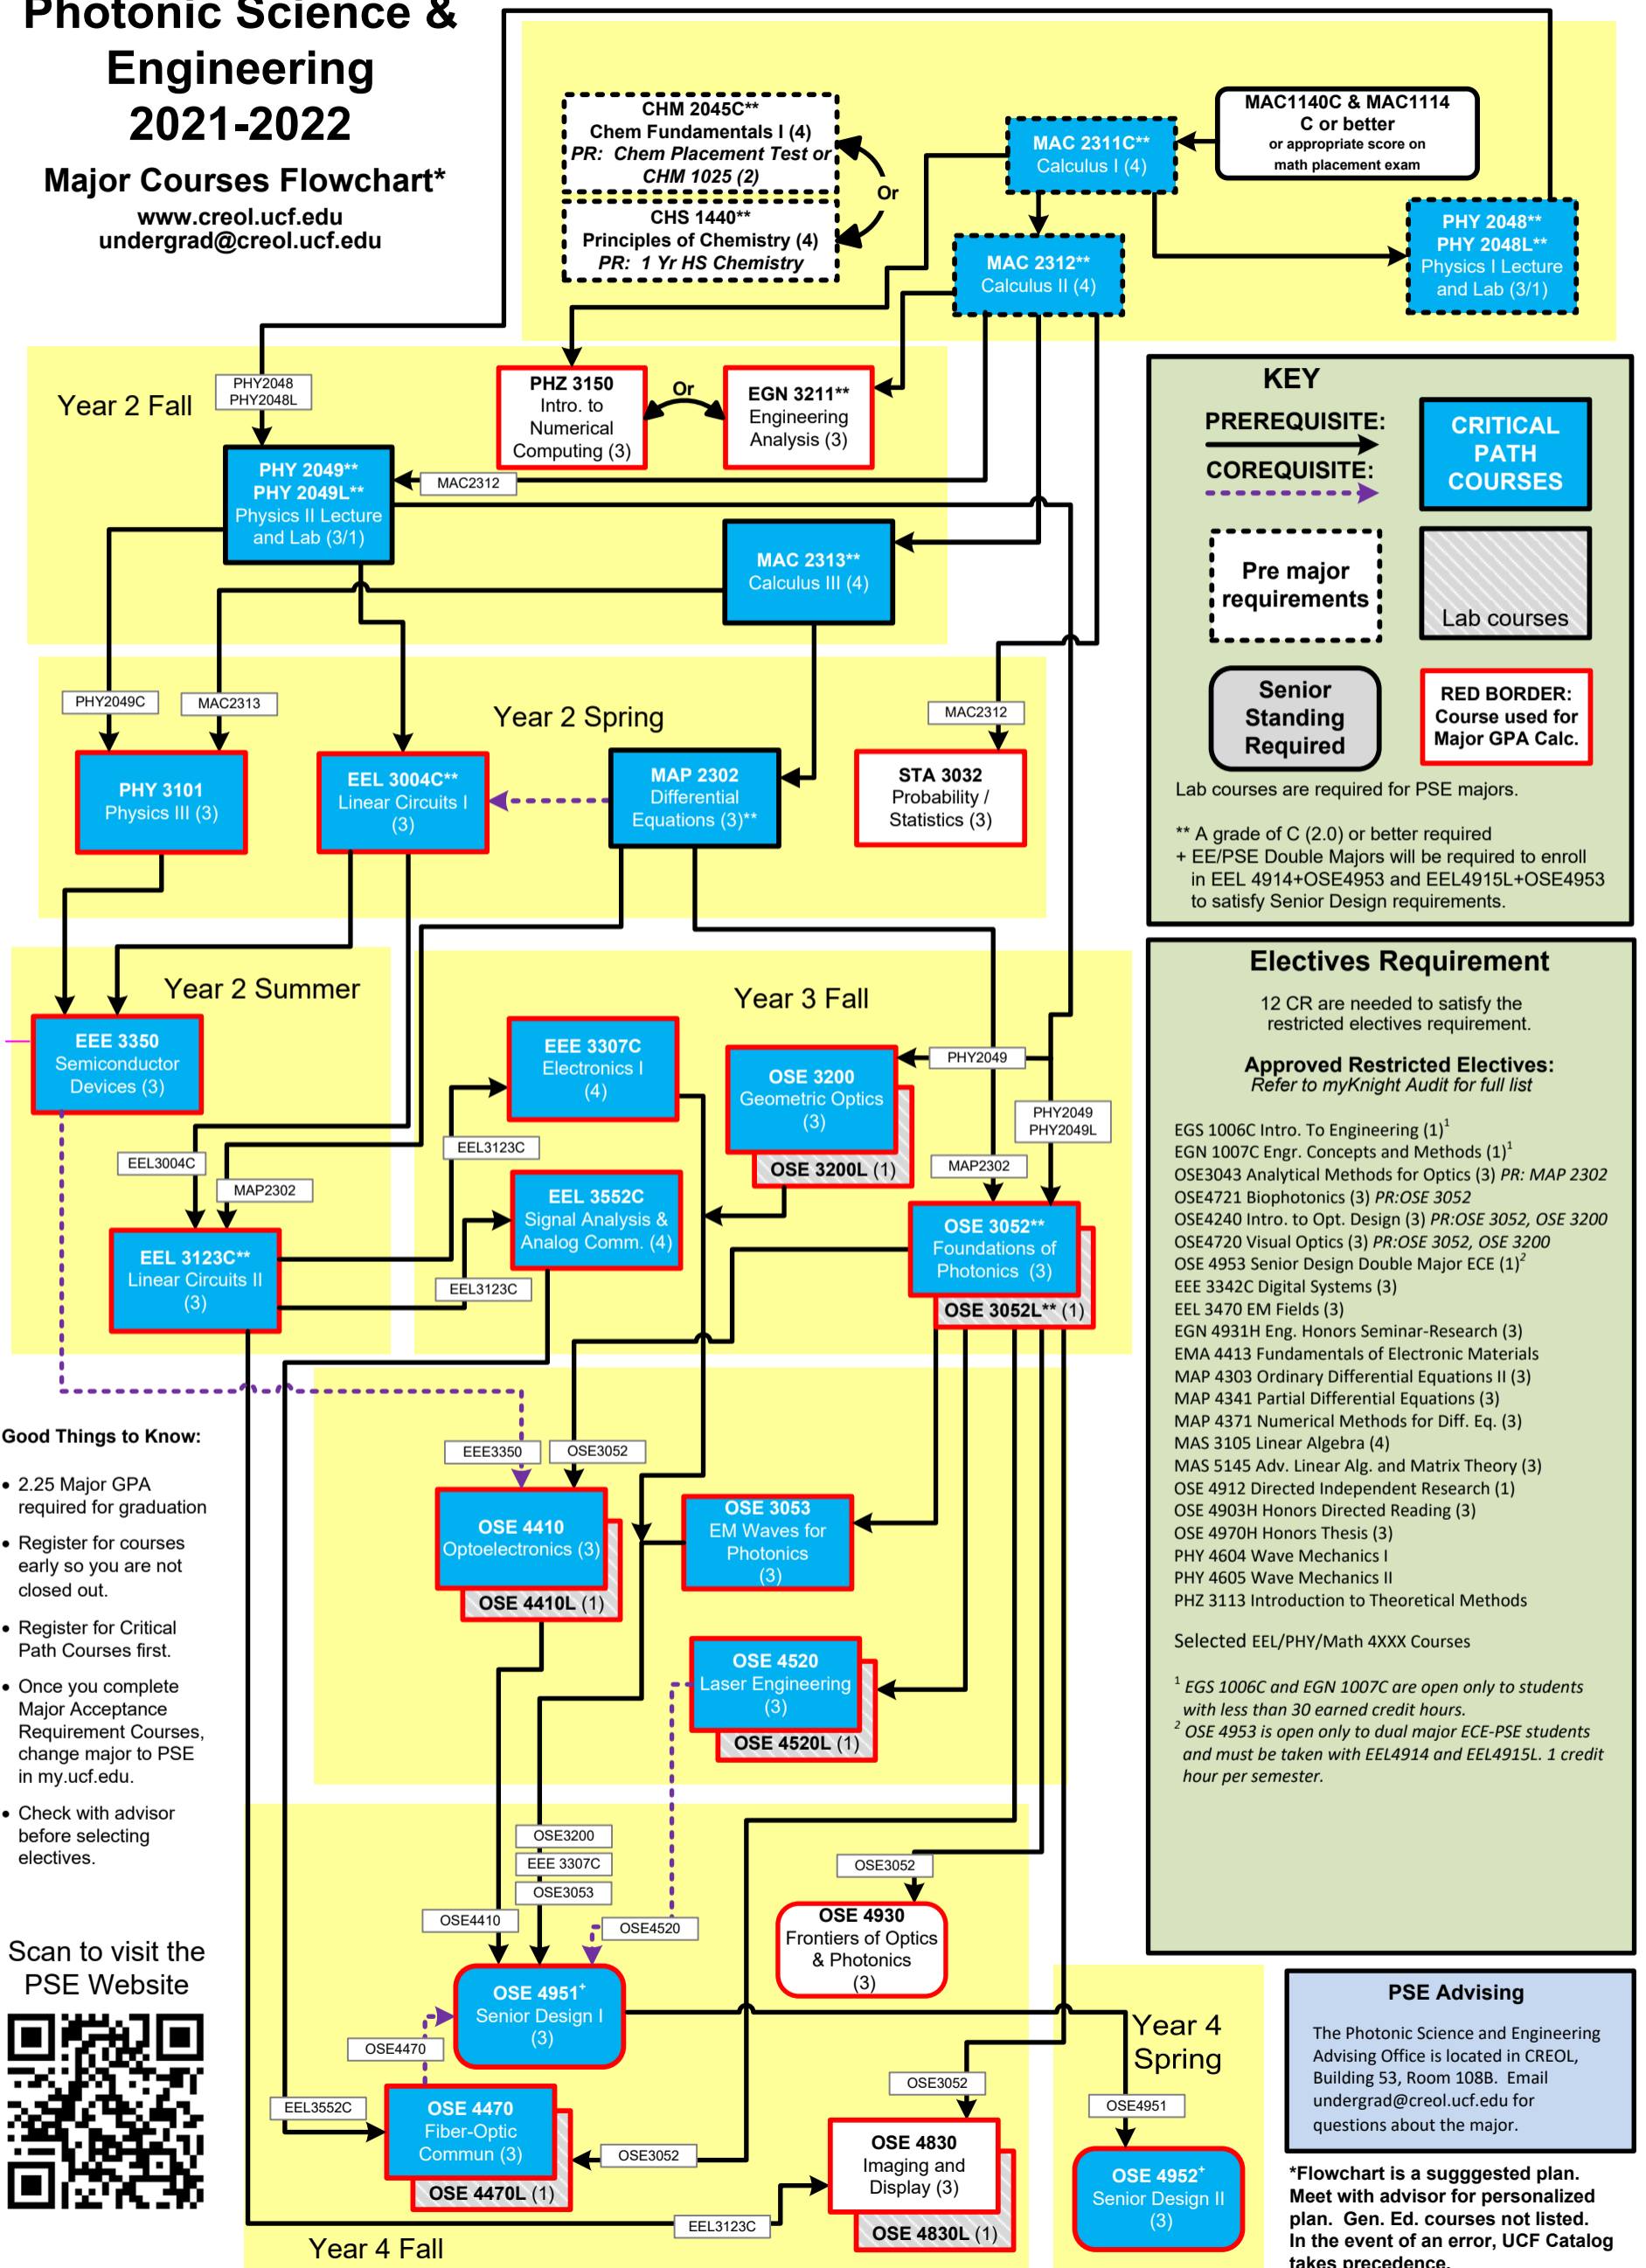 Photonic Science &
Engineering
2021-2022
Major Courses Flowchart*
www.creol.ucf.edu
undergrad@creol.ucf.edu
CHM 2045C**
Chem Fundamentals I (4)
PR: Chem Placement Test or
CHM 1025 (2)
Or
CHS 1440**
Principles of Chemistry (4)
PR: 1 Yr HS Chemistry
MAC 2311C**
Calculus I (4)
MAC1140C & MAC1114
C or better
or appropriate score on
math placement exam
MAC 2312**
Calculus II (4)
PHY 2048**
PHY 2048L**
Physics I Lecture
and Lab (3/1)
Year 2 Fall
PHY2048
PHY2048L
PHZ 3150
Intro. to
Numerical
Computing (3)
Or
EGN 3211**
Engineering
Analysis (3)
PHY 2049**
PHY 2049L**
Physics II Lecture
and Lab (3/1)
MAC2312
MAC 2313**
Calculus III (4)
KEY
PREREQUISITE:
COREQUISITE:
CRITICAL
PATH
COURSES
Pre major
requirements
Lab courses
Senior
Standing
Required
RED BORDER:
Course used for
Major GPA Calc.
Lab courses are required for PSE majors.
** A grade of C (2.0) or better required
+ EE/PSE Double Majors will be required to enroll
in EEL 4914+OSE4953 and EEL4915L+OSE4953
to satisfy Senior Design requirements.
PHY2049C
MAC2313
Year 2 Spring
MAC2312
PHY 3101
Physics III (3)
EEL 3004C**
Linear Circuits I
(3)
MAP 2302
Differential
Equations (3)**
STA 3032
Probability /
Statistics (3)
Year 2 Summer
EEE 3350
Semiconductor
Devices (3)
EEL3004C
MAP2302
EEL 3123C**
Linear Circuits II
(3)
Year 3 Fall
EEE 3307C
Electronics I
(4)
EEL3123C
OSE 3200
Geometric Optics
(3)
OSE 3200L (1)
PHY2049
PHY2049
PHY2049L
MAP2302
EEL 3552C
Signal Analysis &
Analog Comm. (4)
EEL3123C
OSE 3052**
Foundations of
Photonics (3)
OSE 3052L** (1)
Electives Requirement
12 CR are needed to satisfy the
restricted electives requirement.
Approved Restricted Electives:
Refer to myKnight Audit for full list
EGS 1006C Intro. To Engineering (1)1
EGN 1007C Engr. Concepts and Methods (1)1
OSE3043 Analytical Methods for Optics (3) PR: MAP 2302
OSE4721 Biophotonics (3) PR:OSE 3052
OSE4240 Intro. to Opt. Design (3) PR:OSE 3052, OSE 3200
OSE4720 Visual Optics (3) PR:OSE 3052, OSE 3200
OSE 4953 Senior Design Double Major ECE (1)2
EEE 3342C Digital Systems (3)
EEL 3470 EM Fields (3)
EGN 4931H Eng. Honors Seminar-Research (3)
EMA 4413 Fundamentals of Electronic Materials
MAP 4303 Ordinary Differential Equations II (3)
MAP 4341 Partial Differential Equations (3)
MAP 4371 Numerical Methods for Diff. Eq. (3)
MAS 3105 Linear Algebra (4)
MAS 5145 Adv. Linear Alg. and Matrix Theory (3)
OSE 4912 Directed Independent Research (1)
OSE 4903H Honors Directed Reading (3)
OSE 4970H Honors Thesis (3)
PHY 4604 Wave Mechanics I
PHY 4605 Wave Mechanics II
PHZ 3113 Introduction to Theoretical Methods
Selected EEL/PHY/Math 4XXX Courses
1 EGS 1006C and EGN 1007C are open only to students
with less than 30 earned credit hours.
2 OSE 4953 is open only to dual major ECE-PSE students
and must be taken with EEL4914 and EEL4915L. 1 credit
hour per semester.
Good Things to Know:
• 2.25 Major GPA
required for graduation
• Register for courses
early so you are not
closed out.
• Register for Critical
Path Courses first.
• Once you complete
Major Acceptance
Requirement Courses,
change major to PSE
in my.ucf.edu.
• Check with advisor
before selecting
electives.
EEE3350
OSE3052
OSE 4410
Optoelectronics (3)
OSE 4410L (1)
OSE 3053
EM Waves for
Photonics
(3)
OSE 4520
Laser Engineering
(3)
OSE 4520L (1)
OSE3200
EEE 3307C
OSE3053
OSE4410
OSE4520
OSE3052
OSE 4930
Frontiers of Optics
& Photonics
(3)
Scan to visit the
PSE Website
OSE 4951+
Senior Design I
(3)
OSE4470
EEL3552C
OSE 4470
Fiber-Optic
Commun (3)
OSE 4470L (1)
OSE3052
OSE3052
OSE 4830
Imaging and
Display (3)
OSE 4830L (1)
EEL3123C
Year 4 Fall
Year 4
Spring
OSE4951
OSE 4952+
Senior Design II
(3)
PSE Advising
The Photonic Science and Engineering
Advising Office is located in CREOL,
Building 53, Room 108B. Email
undergrad@creol.ucf.edu for
questions about the major.
*Flowchart is a sugggested plan.
Meet with advisor for personalized
plan. Gen. Ed. courses not listed.
In the event of an error, UCF Catalog
takes precedence.